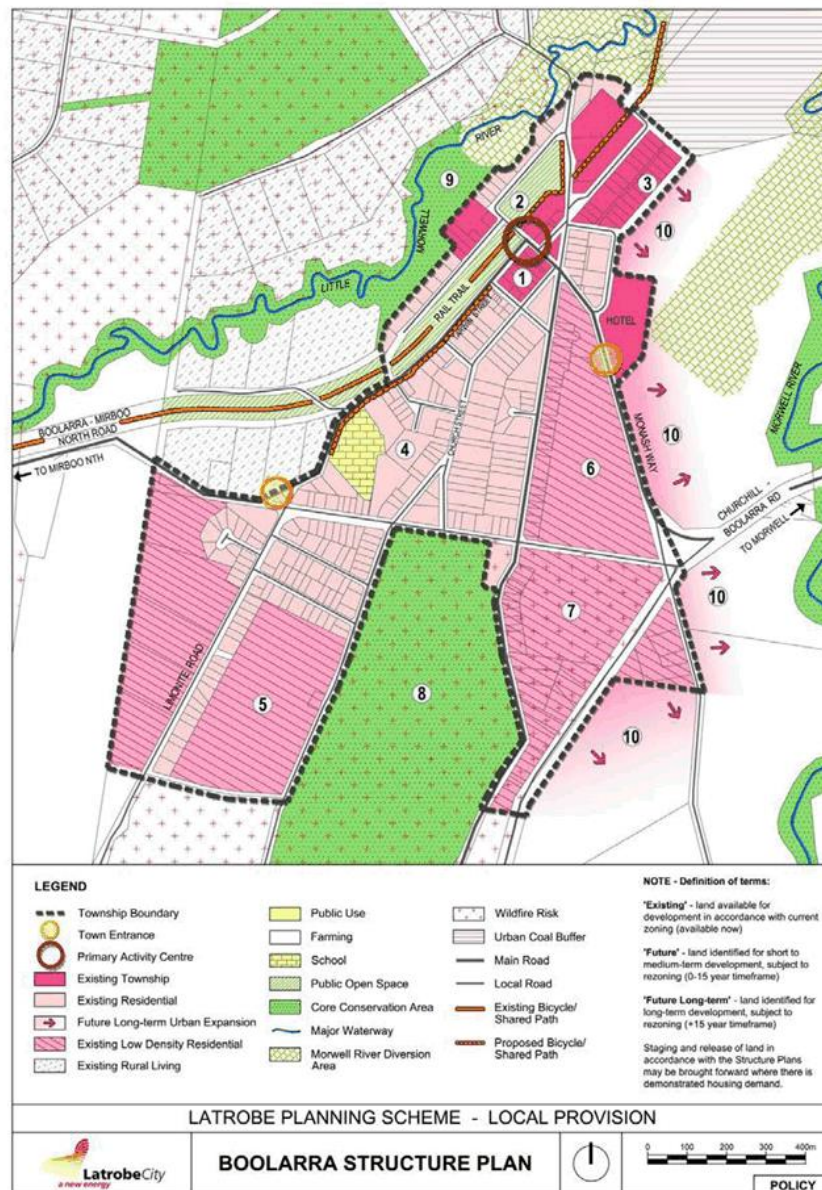 RIVER
9
MORWELL
2
3
10
1
LITTLE
RAIL TRAIL
TARWIN STREET
HOTEL
BOOLARRA - MIRBOO
NORTH ROAD
TO MIRBOO NTH
4
CHURCH STREET
MONASH WAY
10
MORWELL RIVER
6
CHURCHILL -
BOOLARRA RD
TO MORWELL
10
7
LIMONITE ROAD
5
8
10
LEGEND
Township Boundary
Town Entrance
Primary Activity Centre
Existing Township
Existing Residential
Future Long-term Urban Expansion
Existing Low Density Residential
Existing Rural Living
Public Use
Farming
School
Public Open Space
Core Conservation Area
Major Waterway
Morwell River Diversion
Area
Wildfire Risk
Urban Coal Buffer
Main Road
Local Road
Existing Bicycle/
Shared Path
Proposed Bicycle/
Shared Path
NOTE - Definition of terms:
'Existing' - land available for
development in accordance with current
zoning (available now)
'Future' - land identified for short to
medium-term development, subject to
rezoning (0-15 year timeframe)
'Future Long-term' - land identified for
long-term development, subject to
rezoning (+15 year timeframe)
Staging and release of land in
accordance with the Structure Plans
may be brought forward where there is
demonstrated housing demand.
LATROBE PLANNING SCHEME - LOCAL PROVISION
LatrobeCity
a new energy
BOOLARRA STRUCTURE PLAN
0 100 200 300 400m
POLICY